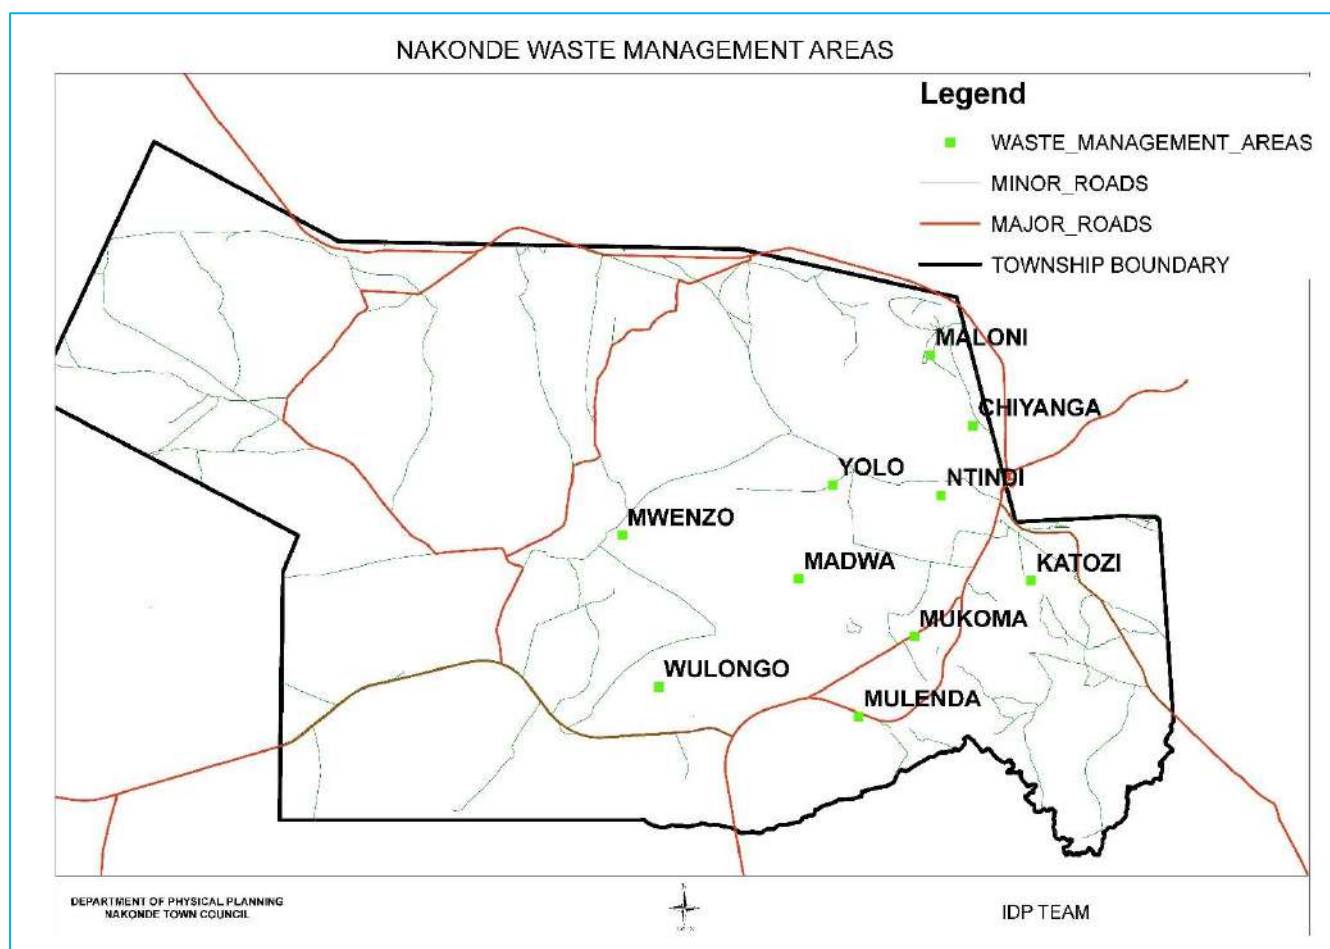 NAKONDE WASTE MANAGEMENT AREAS
Legend
WASTE_MANAGEMENT_AREAS
MINOR_ROADS
MAJOR_ROADS
TOWNSHIP BOUNDARY
MALONI
CHIYANGA
YOLO
NTINDI
MWENZO
MADWA
KATOZI
MUKOMA
WULONGO
MULENDA
DEPARTMENT OF PHYSICAL PLANNING
NAKONDE TOWN COUNCIL
IDP TEAM